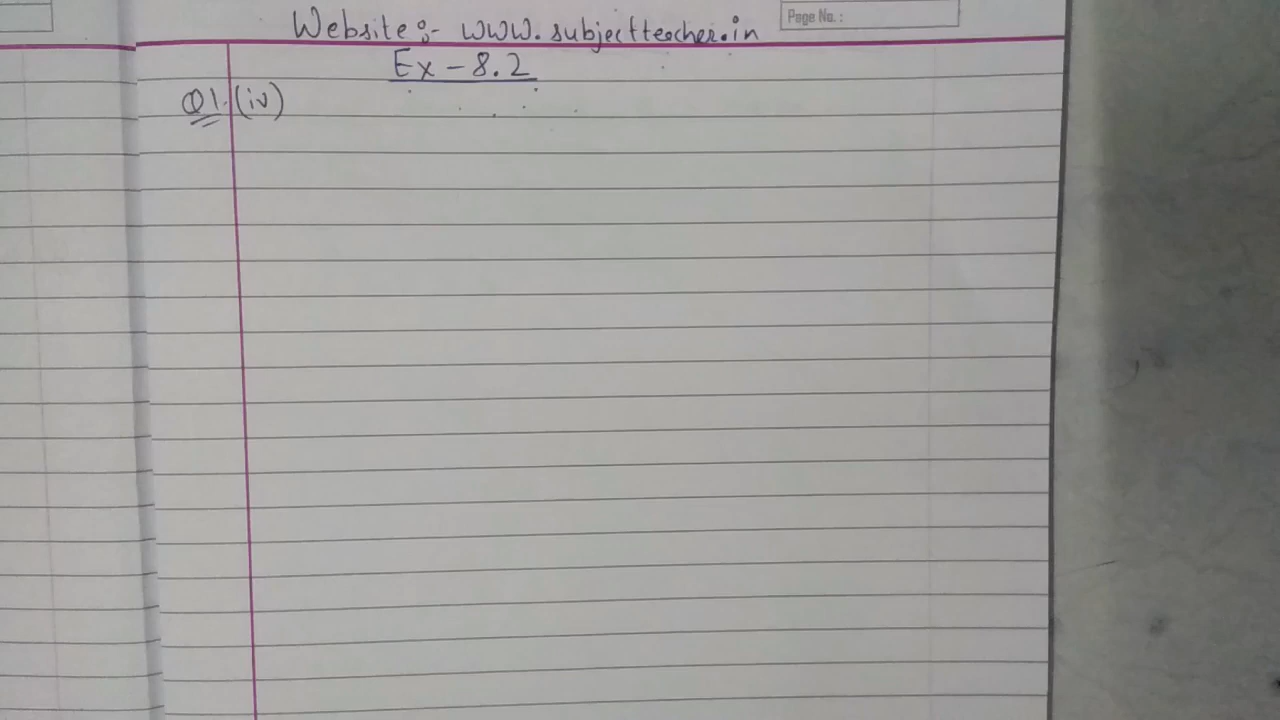 Page No. :
Website :- www.subjectteacher.in
Ex - 8.2
Q1. (iv)